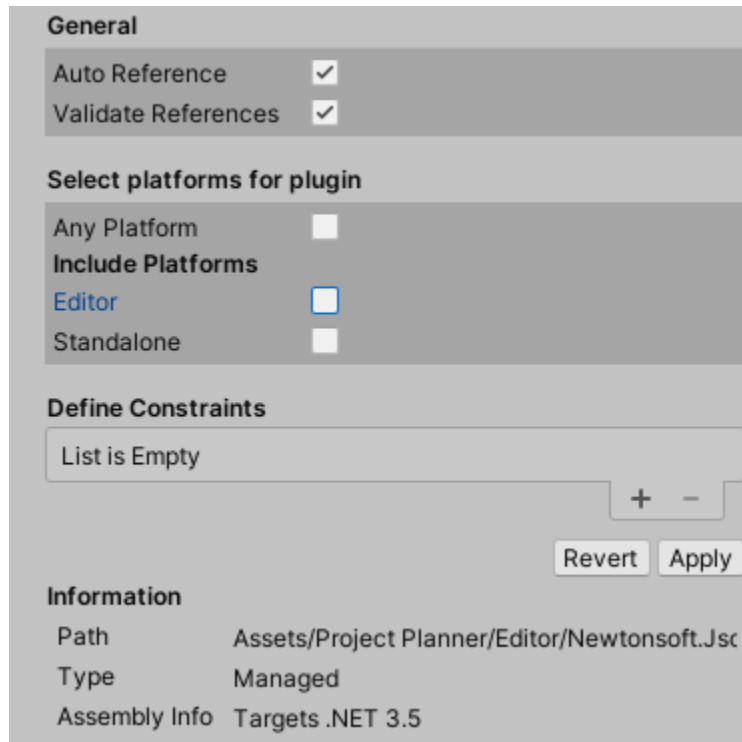 General
Auto Reference
Validate References
Select platforms for plugin
Any Platform
Include Platforms
Editor
Standalone
Define Constraints
List is Empty
+ −
Revert Apply
Information
Path Assets/Project Planner/Editor/Newtonsoft.Jsc
Type Managed
Assembly Info Targets .NET 3.5